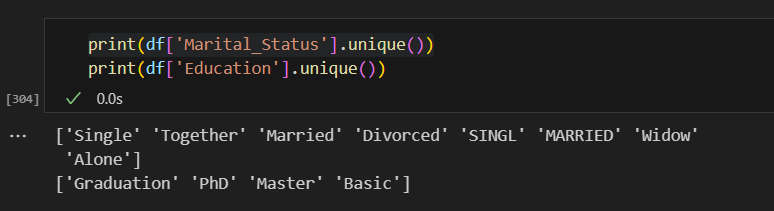 print(df['Marital_Status'].unique())
print(df['Education'].unique())
[304]
0.0s
... ['Single' 'Together' 'Married' 'Divorced' 'SINGL' 'MARRIED' 'Widow'
'Alone']
['Graduation' 'PhD' 'Master' 'Basic']